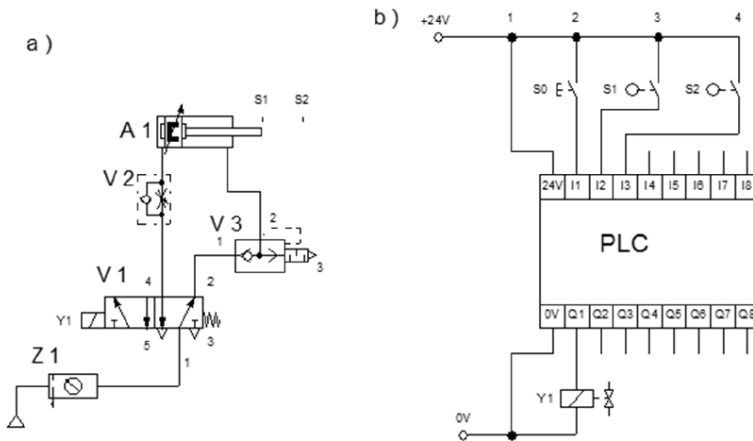 a )
S1 S2
A 1
V 2
V 3
2
1
3
V 1
4 2
Y1
5 3
Z 1
1
b )
+24V 1 2 3 4
S0 S1 S2
24V I1 I2 I3 I4 I5 I6 I7 I8
PLC
0V Q1 Q2 Q3 Q4 Q5 Q6 Q7 Q8
Y1
0V